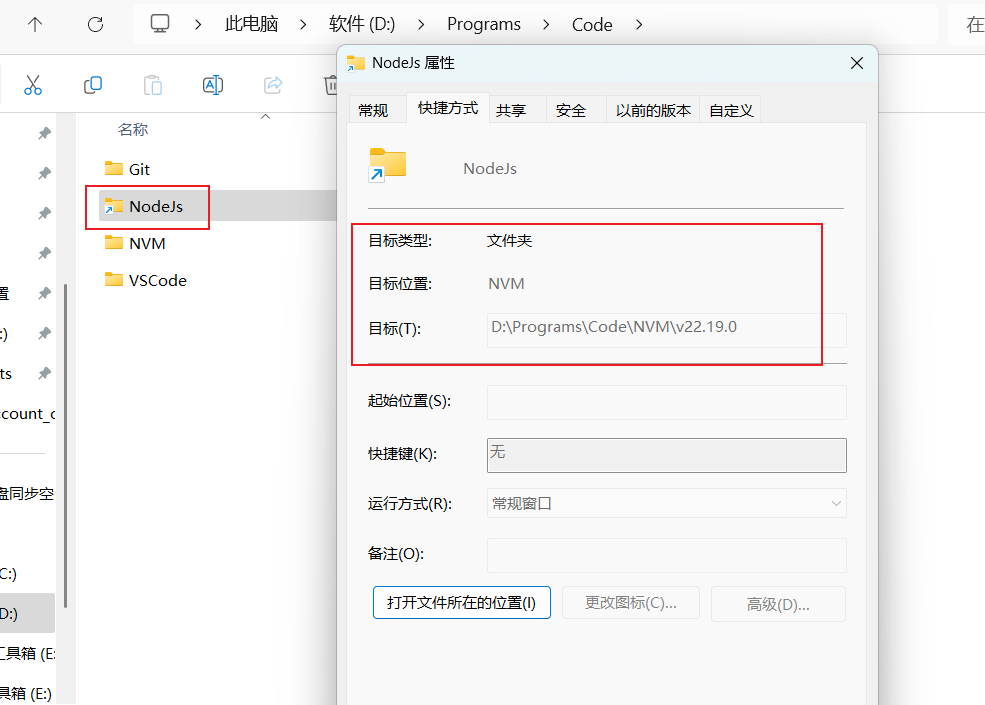 此电脑 > 软件 (D:) > Programs > Code >
在
NodeJs 属性
常规 快捷方式 共享 安全 以前的版本 自定义
名称
Git
NodeJs
NVM
VSCode
NodeJs
目标类型: 文件夹
目标位置: NVM
目标(T): D:\Programs\Code\NVM\v22.19.0
起始位置(S):
快捷键(K): 无
运行方式(R): 常规窗口
备注(O):
打开文件所在的位置(I) 更改图标(C)... 高级(D)...
置
:)
ts
count_c
盘同步空
C:)
D:)
工具箱 (E:
具箱 (E:)